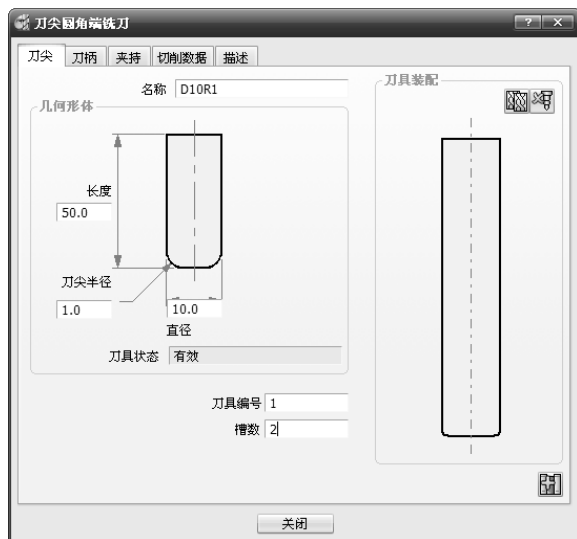 刀尖圆角端铣刀
刀尖 刀柄 夹持 切削数据 描述
名称 D10R1
几何形体
长度
50.0
刀尖半径
1.0
10.0
直径
刀具状态 有效
刀具编号 1
槽数 2
刀具装配
关闭